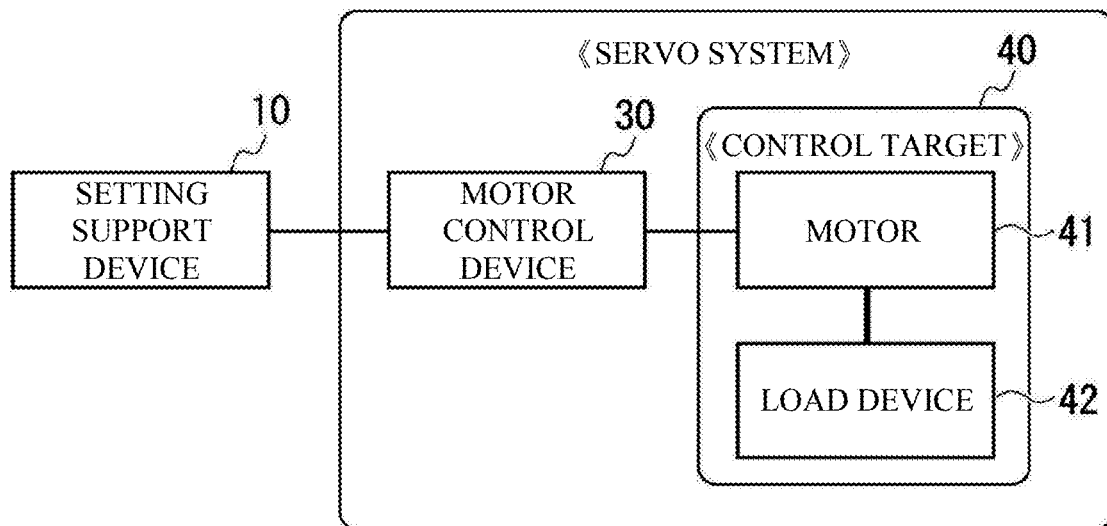 《SERVO SYSTEM》
40
10
30
《CONTROL TARGET》
SETTING
SUPPORT
DEVICE
MOTOR
CONTROL
DEVICE
MOTOR
41
LOAD DEVICE
42